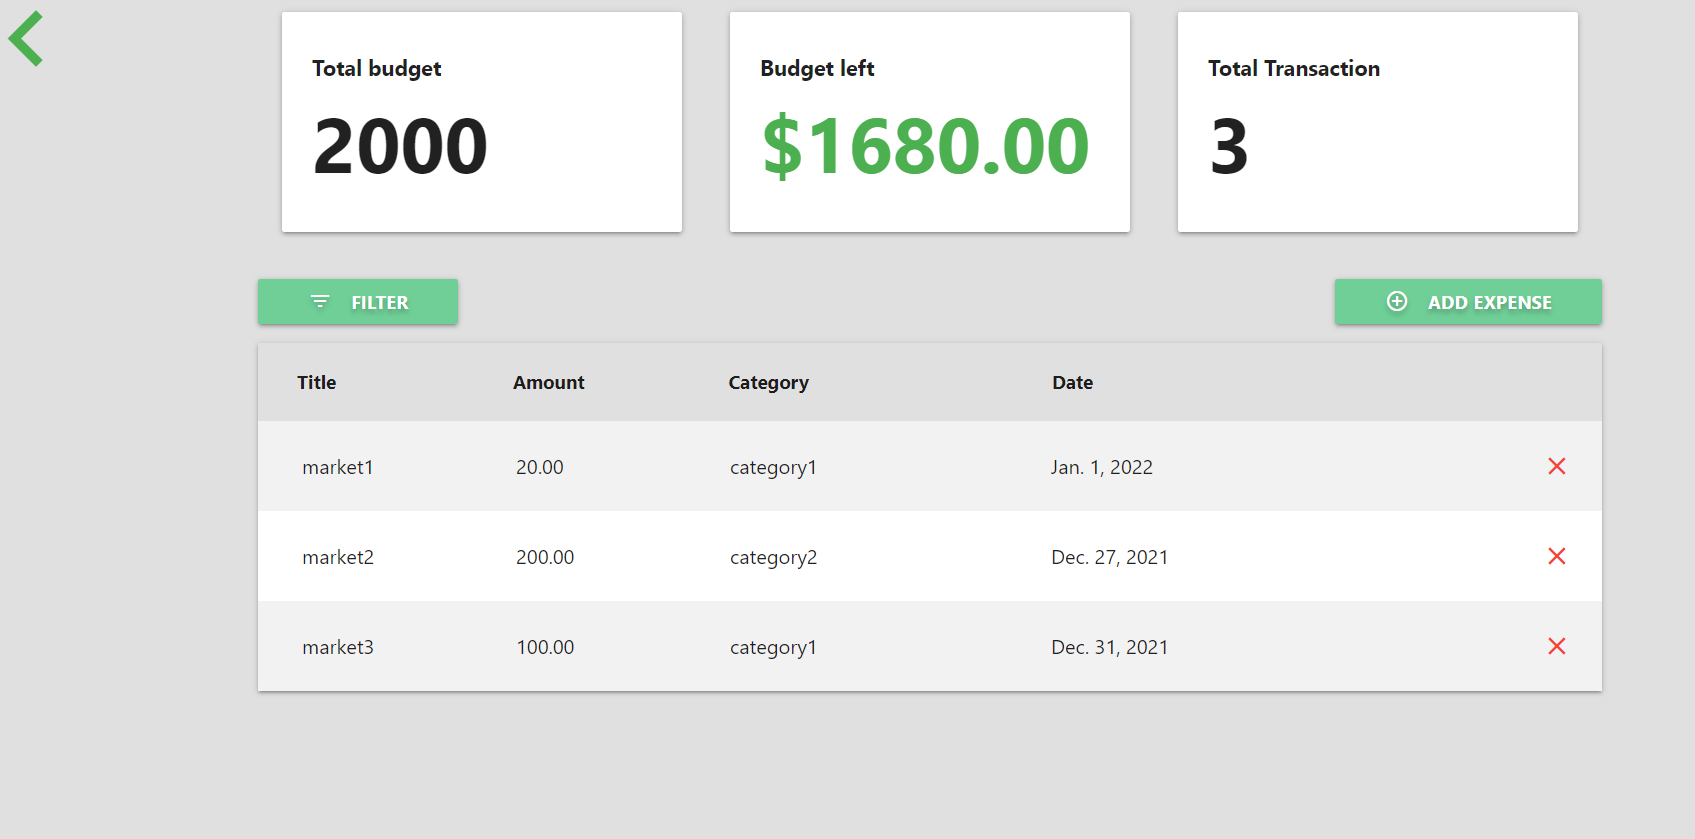 Total budget Budget left Total Transaction
2000 $1680.00 3
FILTER ADD EXPENSE
Title Amount Category Date
market1 20.00 category1 Jan. 1, 2022
market2 200.00 category2 Dec. 27, 2021
market3 100.00 category1 Dec. 31, 2021